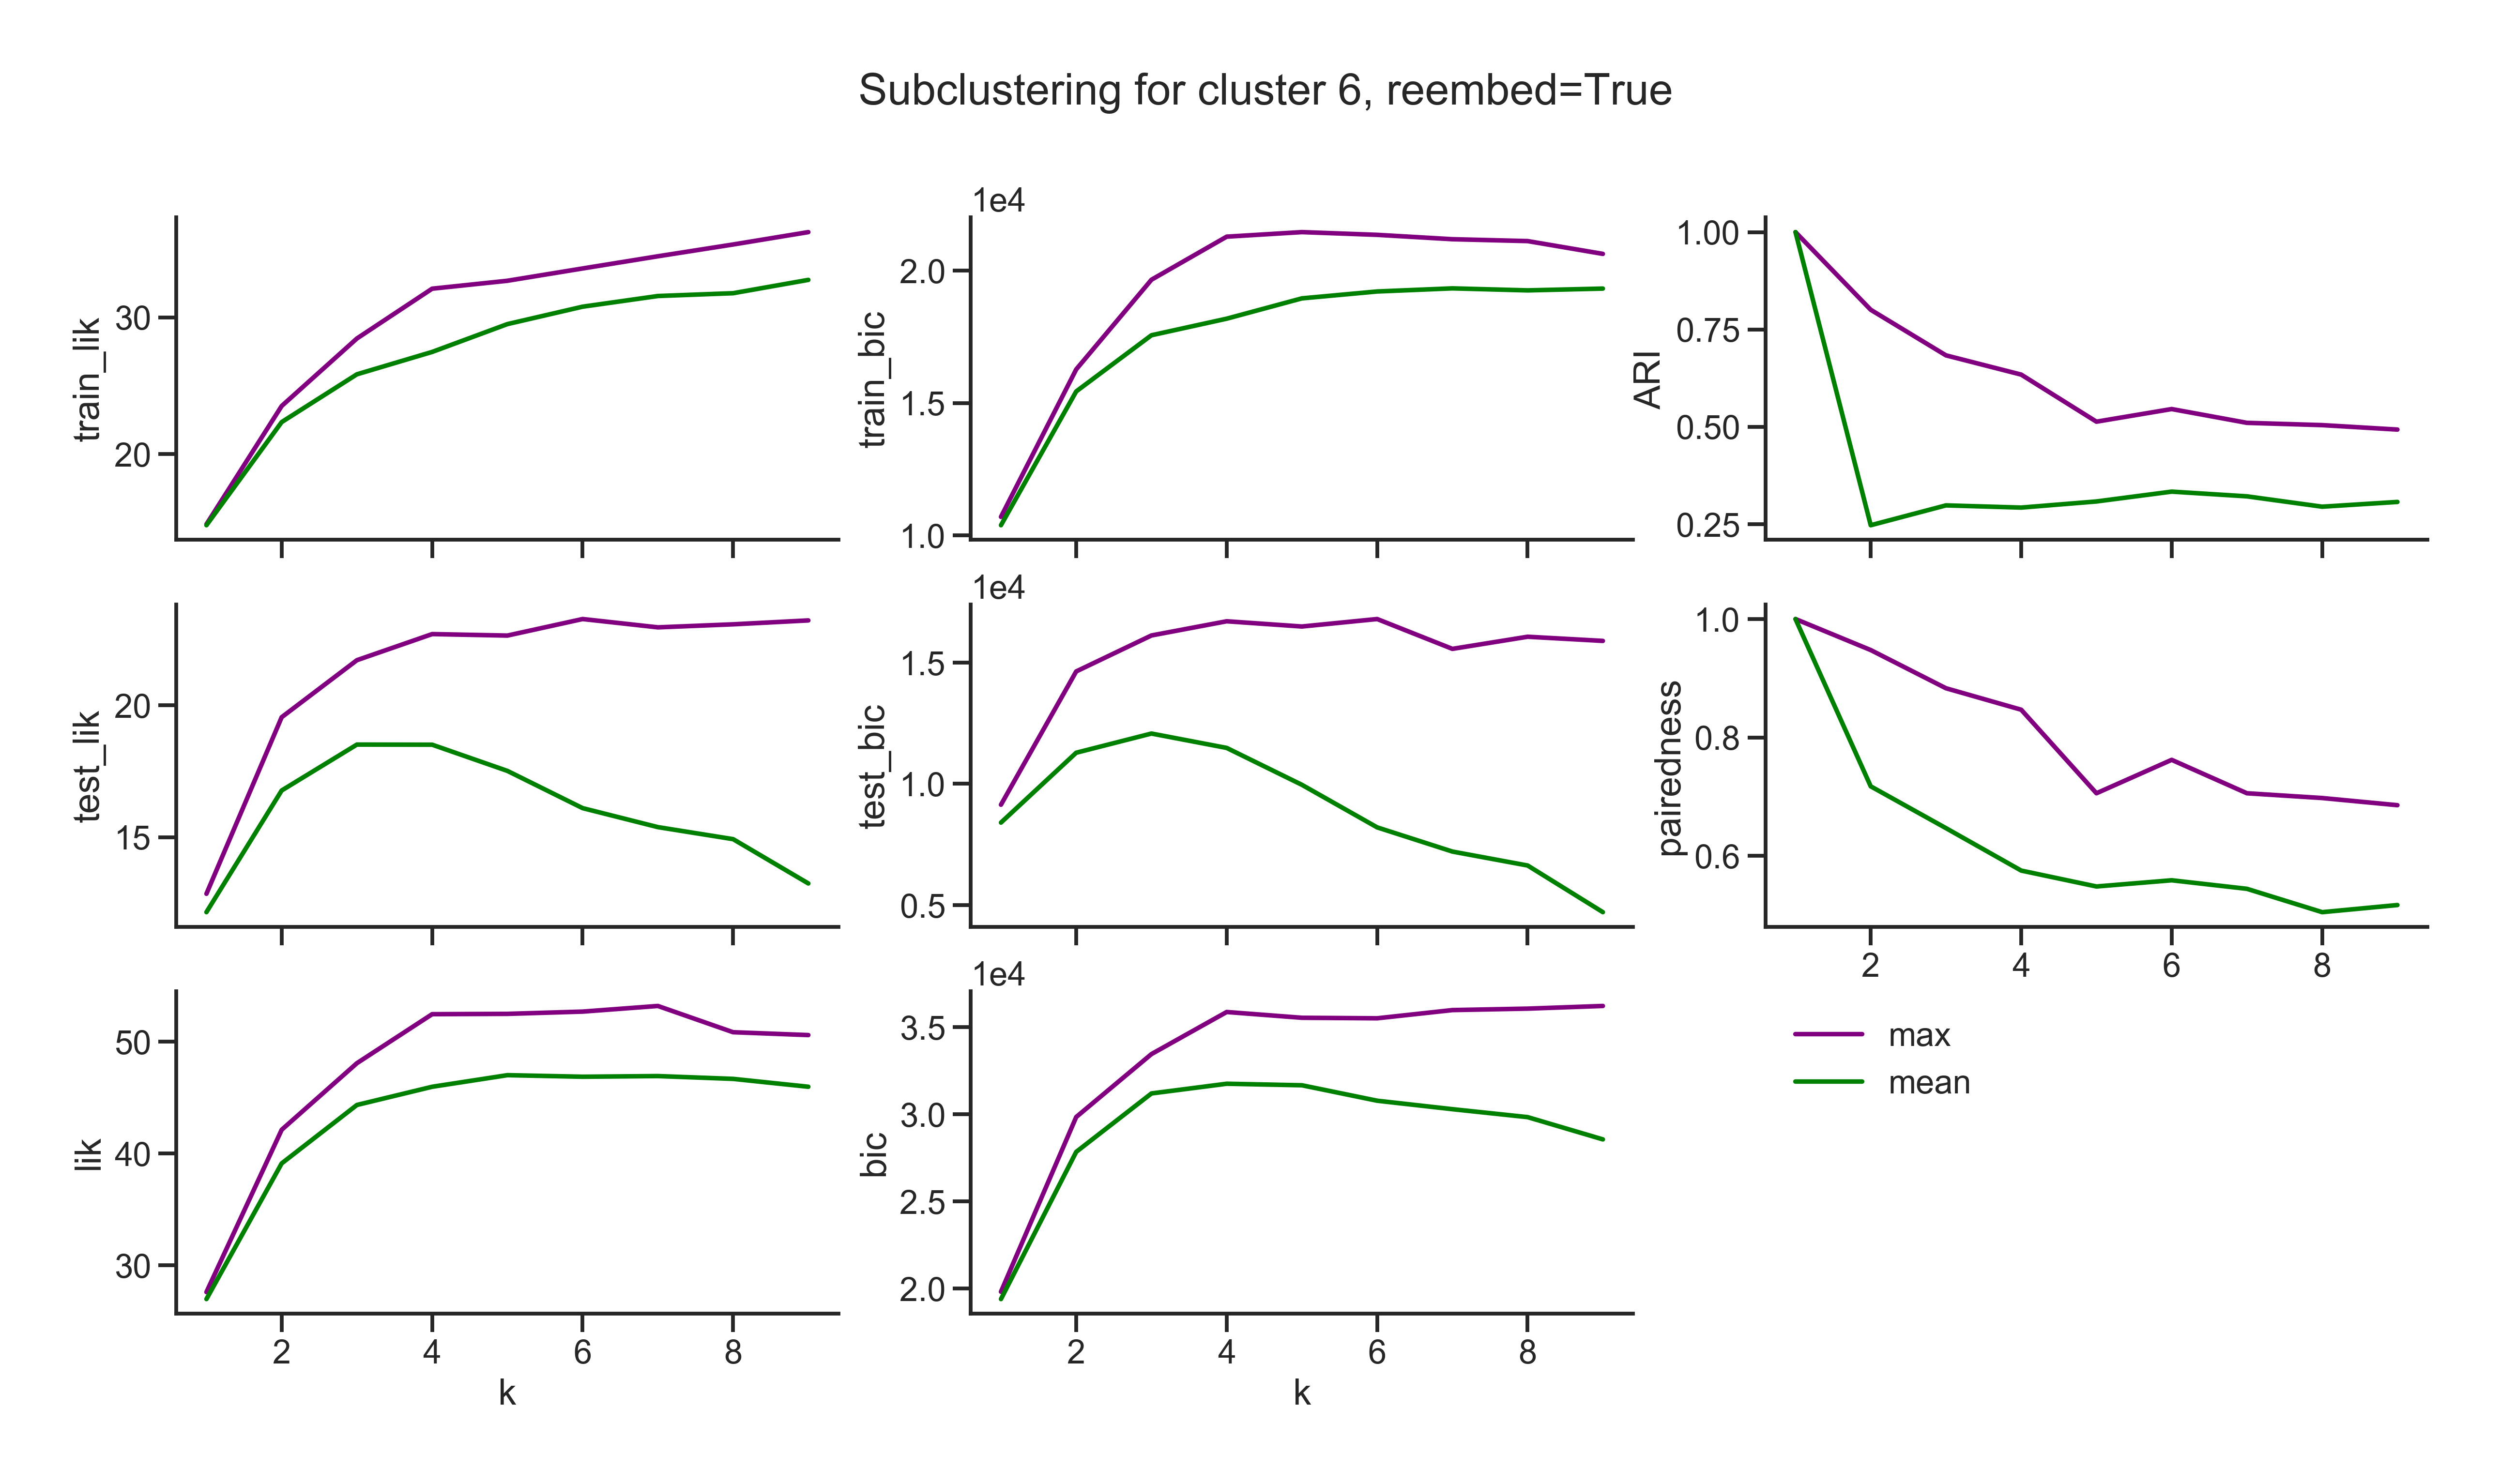 Subclustering for cluster 6, reembed=True
train_lik
30
20
1e4
train_bic
2.0
1.5
1.0
ARI
1.00
0.75
0.50
0.25
test_lik
20
15
1e4
test_bic
1.5
1.0
0.5
pairedness
1.0
0.8
0.6
2 4 6 8
lik
50
40
30
2 4 6 8
k
1e4
bic
3.5
3.0
2.5
2.0
2 4 6 8
k
max
mean